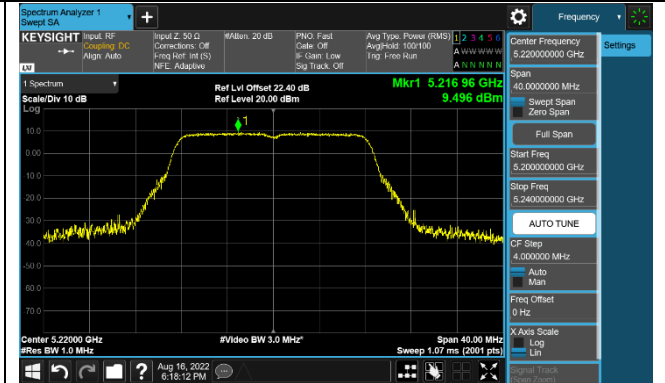 Spectrum Analyzer 1
Swept SA
+
Frequency
KEYSIGHT Input: RF Input Z: 50 Ω #Atten: 20 dB PNO: Fast Avg Type: Power (RMS) 1 2 3 4 5 6
Coupling: DC Corrections: Off Gate: Off Avg|Hold: 100/100 A W W W W W
Align: Auto Freq Ref: Int (S) IF Gain: Low Trig: Free Run
NFE: Adaptive Sig Track: Off A N N N N N
LXI
1 Spectrum Ref Lvl Offset 22.40 dB Mkr1 5.216 96 GHz
Scale/Div 10 dB Ref Level 20.00 dBm 9.496 dBm
Log
1
10.0
0.00
-10.0
-20.0
-30.0
-40.0
-50.0
-60.0
-70.0
Center 5.22000 GHz #Video BW 3.0 MHz* Span 40.00 MHz
#Res BW 1.0 MHz Sweep 1.07 ms (2001 pts)
Center Frequency
5.220000000 GHz
Settings
Span
40.0000000 MHz
Swept Span
Zero Span
Full Span
Start Freq
5.200000000 GHz
Stop Freq
5.240000000 GHz
AUTO TUNE
CF Step
4.000000 MHz
Auto
Man
Freq Offset
0 Hz
X Axis Scale
Log
Lin
Signal Track
(Span Zoom)
? Aug 16, 2022
6:18:12 PM